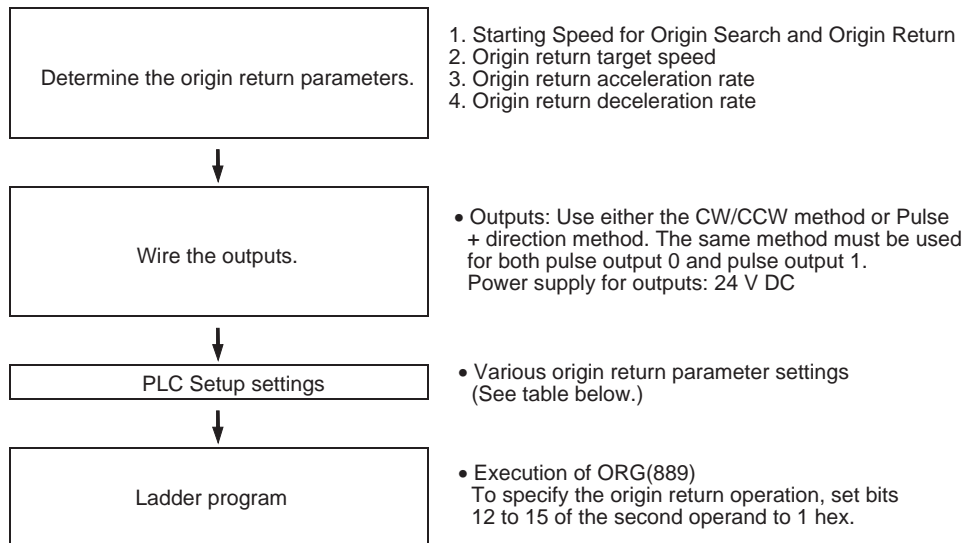 Determine the origin return parameters.
1. Starting Speed for Origin Search and Origin Return
2. Origin return target speed
3. Origin return acceleration rate
4. Origin return deceleration rate
Wire the outputs.
• Outputs: Use either the CW/CCW method or Pulse
+ direction method. The same method must be used
for both pulse output 0 and pulse output 1.
Power supply for outputs: 24 V DC
PLC Setup settings
• Various origin return parameter settings
(See table below.)
Ladder program
• Execution of ORG(889)
To specify the origin return operation, set bits
12 to 15 of the second operand to 1 hex.